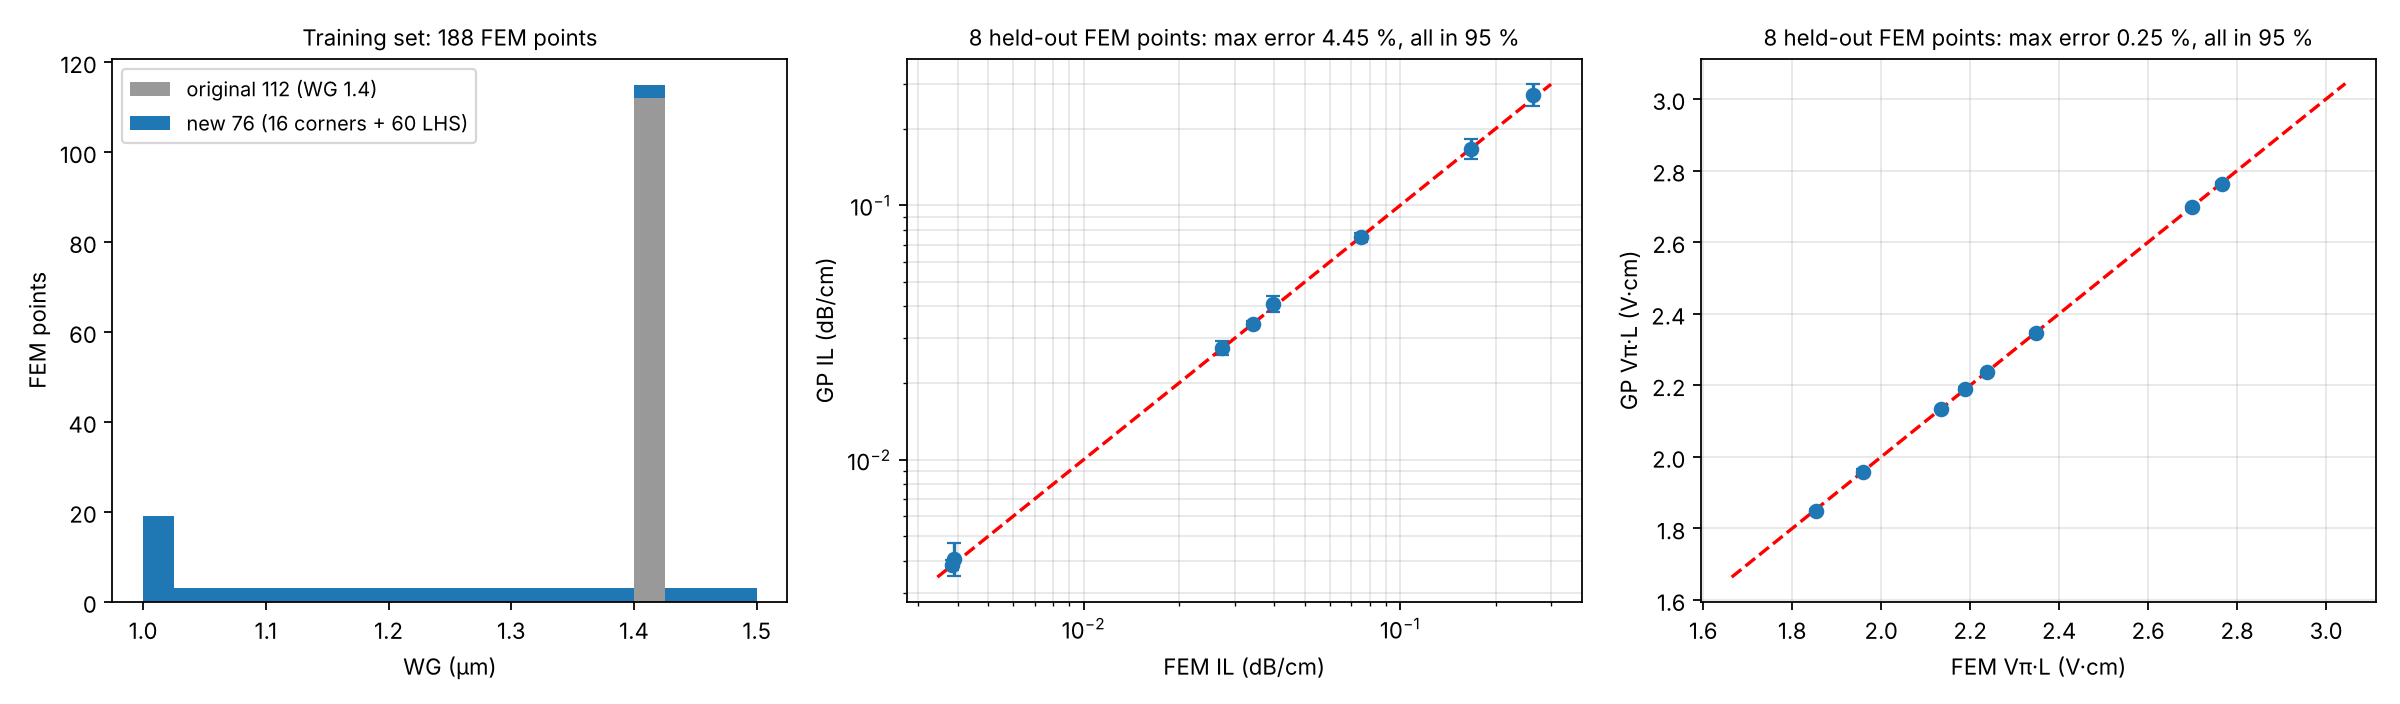 Training set: 188 FEM points
original 112 (WG 1.4)
new 76 (16 corners + 60 LHS)
FEM points
120
100
80
60
40
20
0
1.0 1.1 1.2 1.3 1.4 1.5
WG (µm)
8 held-out FEM points: max error 4.45 %, all in 95 %
GP IL (dB/cm)
10⁻¹
10⁻²
10⁻² 10⁻¹
FEM IL (dB/cm)
8 held-out FEM points: max error 0.25 %, all in 95 %
GP Vπ·L (V·cm)
3.0
2.8
2.6
2.4
2.2
2.0
1.8
1.6
1.6 1.8 2.0 2.2 2.4 2.6 2.8 3.0
FEM Vπ·L (V·cm)